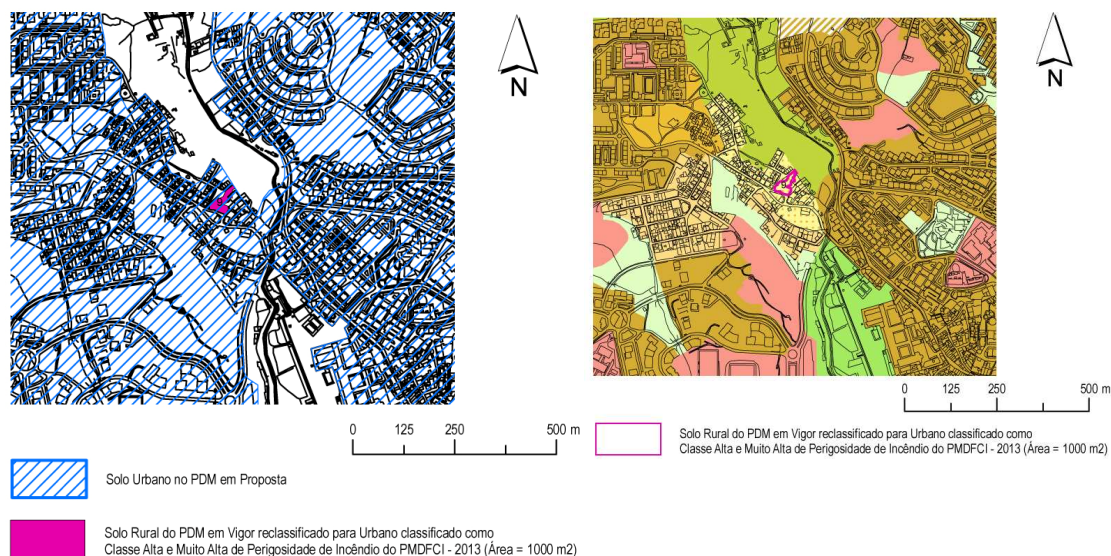 N
N
0 125 250 500 m
0 125 250 500 m
Solo Urbano no PDM em Proposta
Solo Rural do PDM em Vigor reclassificado para Urbano classificado como
Classe Alta e Muito Alta de Perigosidade de Incêndio do PMDFCI - 2013 (Área = 1000 m2)
Solo Rural do PDM em Vigor reclassificado para Urbano classificado como
Classe Alta e Muito Alta de Perigosidade de Incêndio do PMDFCI - 2013 (Área = 1000 m2)